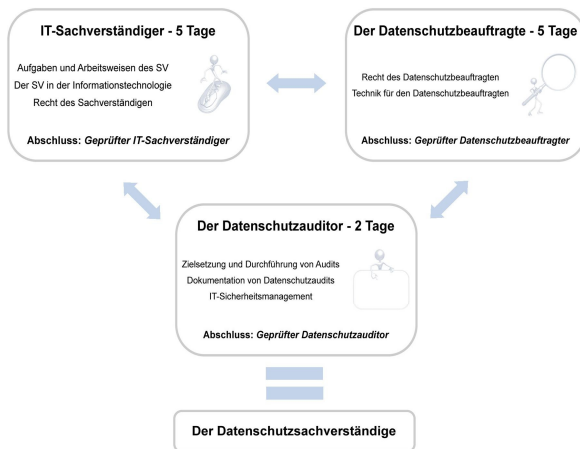 IT-Sachverständiger - 5 Tage
Aufgaben und Arbeitsweisen des SV
Der SV in der Informationstechnologie
Recht des Sachverständigen
Abschluss: Geprüfter IT-Sachverständiger
Der Datenschutzbeauftragte - 5 Tage
Recht des Datenschutzbeauftragten
Technik für den Datenschutzbeauftragten
Abschluss: Geprüfter Datenschutzbeauftragter
Der Datenschutzauditor - 2 Tage
Zielsetzung und Durchführung von Audits
Dokumentation von Datenschutzaudits
IT-Sicherheitsmanagement
Abschluss: Geprüfter Datenschutzauditor
Der Datenschutzsachverständige